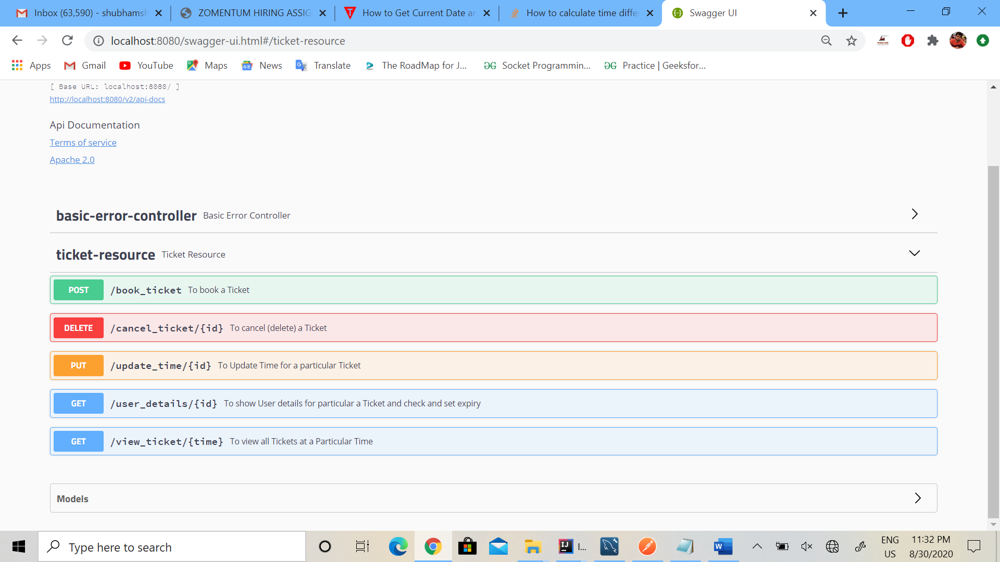 Inbox (63,590) - shubhamsh
ZOMENTUM HIRING ASSIG
How to Get Current Date an
How to calculate time differ
Swagger UI
localhost:8080/swagger-ui.html#/ticket-resource
Apps
Gmail
YouTube
Maps
News
Translate
The RoadMap for J...
Socket Programmin...
Practice | Geeksfor...
[ Base URL: localhost:8080/ ]
http://localhost:8080/v2/api-docs
Api Documentation
Terms of service
Apache 2.0
basic-error-controller Basic Error Controller
ticket-resource Ticket Resource
POST /book_ticket To book a Ticket
DELETE /cancel_ticket/{id} To cancel (delete) a Ticket
PUT /update_time/{id} To Update Time for a particular Ticket
GET /user_details/{id} To show User details for particular a Ticket and check and set expiry
GET /view_ticket/{time} To view all Tickets at a Particular Time
Models
Type here to search
I...
ENG
US
11:32 PM
8/30/2020